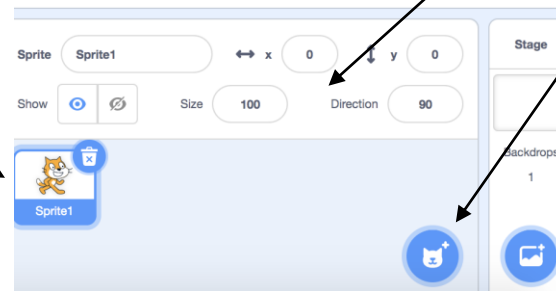 Sprite Sprite1 x 0 y 0
Stage
Show Size 100 Direction 90
Backdrops
1
Sprite1